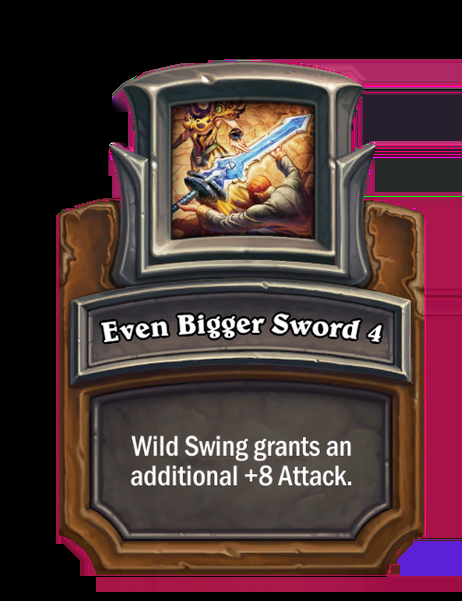 Even Bigger Sword 4
Wild Swing grants an
additional +8 Attack.